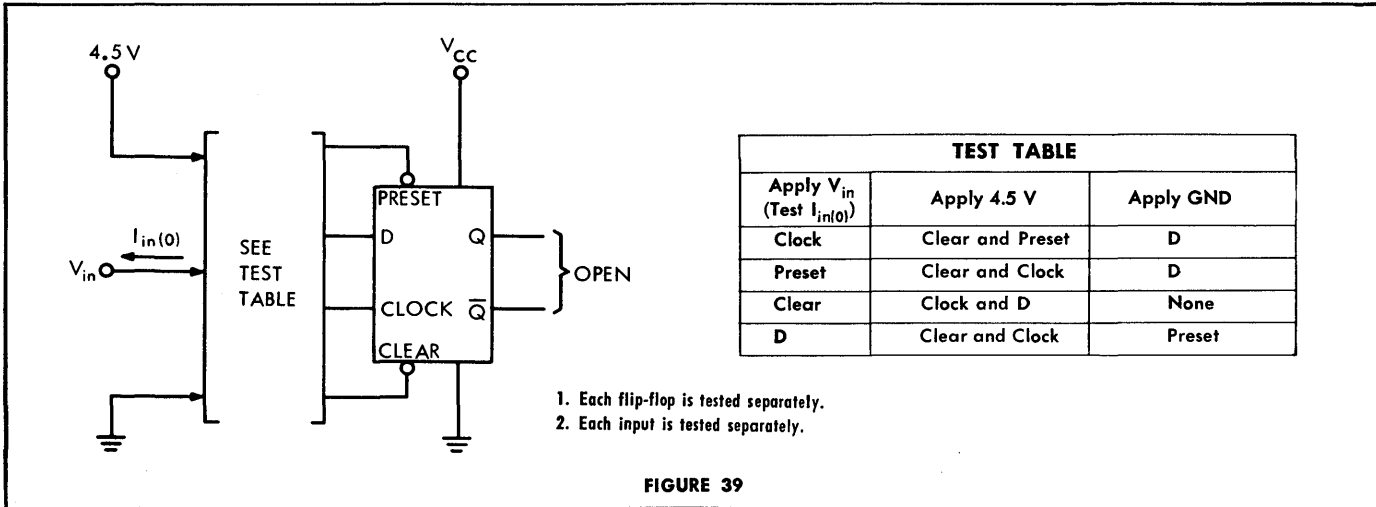 4.5 V
V_CC
PRESET
D
Q
I_in(0)
SEE
TEST
TABLE
V_in
OPEN
CLOCK
Q̅
CLEAR
TEST TABLE
Apply V_in (Test I_in(0)) Apply 4.5 V Apply GND
Clock Clear and Preset D
Preset Clear and Clock D
Clear Clock and D None
D Clear and Clock Preset
1. Each flip-flop is tested separately.
2. Each input is tested separately.
FIGURE 39